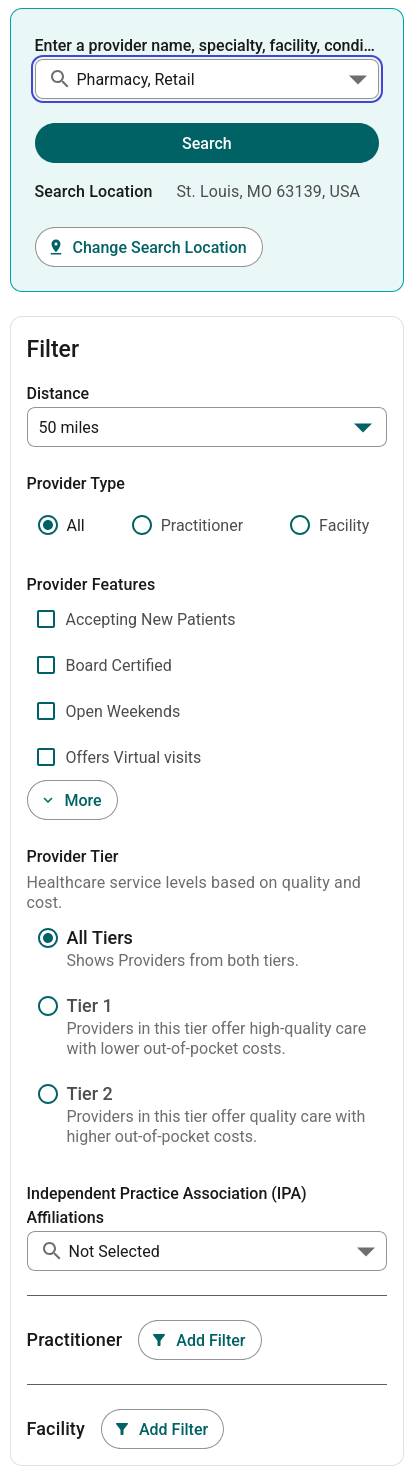 Enter a provider name, specialty, facility, condi...
Pharmacy, Retail
Search
Search Location St. Louis, MO 63139, USA
Change Search Location
Filter
Distance
50 miles
Provider Type
All Practitioner Facility
Provider Features
Accepting New Patients
Board Certified
Open Weekends
Offers Virtual visits
More
Provider Tier
Healthcare service levels based on quality and
cost.
All Tiers
Shows Providers from both tiers.
Tier 1
Providers in this tier offer high-quality care
with lower out-of-pocket costs.
Tier 2
Providers in this tier offer quality care with
higher out-of-pocket costs.
Independent Practice Association (IPA)
Affiliations
Not Selected
Practitioner Add Filter
Facility Add Filter